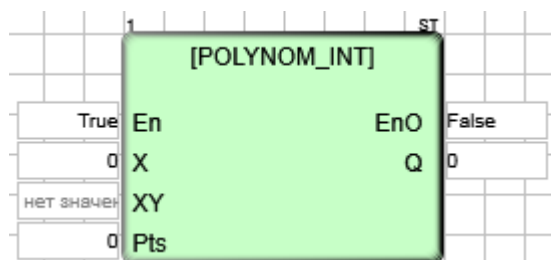 1 ST
[POLYNOM_INT]
True En EnO False
0 X Q 0
нет значен XY
0 Pts